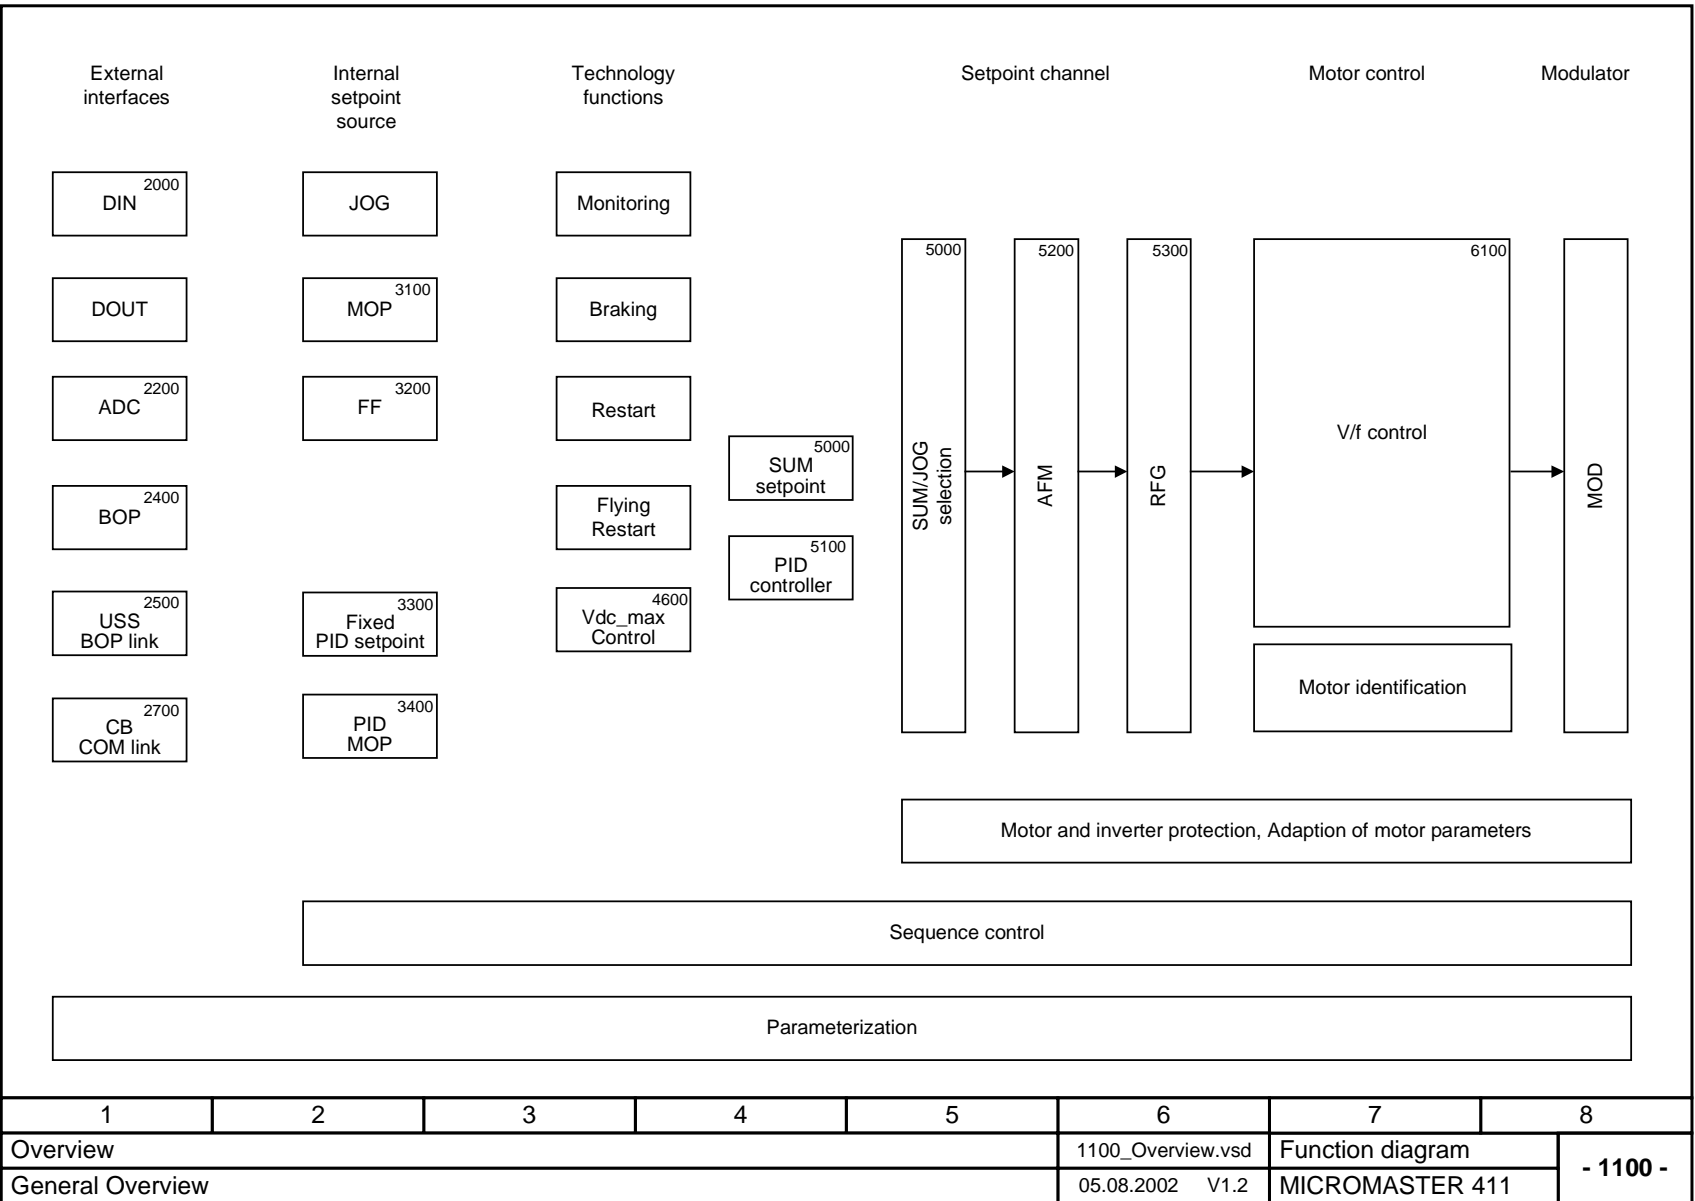 External
interfaces
Internal
setpoint
source
Technology
functions
Setpoint channel
Motor control
Modulator
2000
DIN
DOUT
2200
ADC
2400
BOP
2500
USS
BOP link
2700
CB
COM link
JOG
3100
MOP
3200
FF
3300
Fixed
PID setpoint
3400
PID
MOP
Monitoring
Braking
Restart
Flying
Restart
4600
Vdc_max
Control
5000
SUM
setpoint
5100
PID
controller
5000
SUM/JOG
selection
5200
AFM
5300
RFG
6100
V/f control
Motor identification
MOD
Motor and inverter protection, Adaption of motor parameters
Sequence control
Parameterization
1 2 3 4 5 6 7 8
Overview
General Overview
1100_Overview.vsd
05.08.2002 V1.2
Function diagram
MICROMASTER 411
- 1100 -